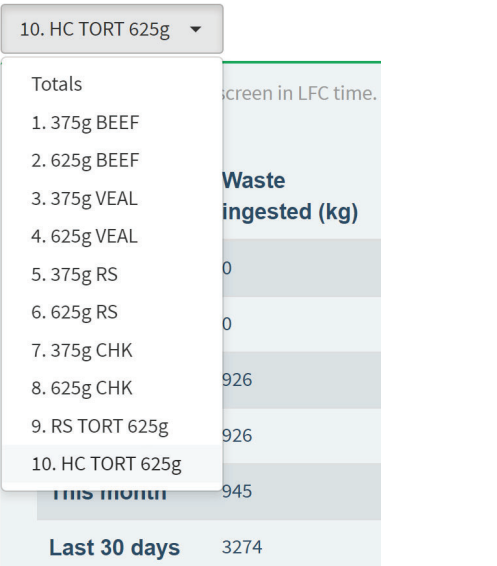 10. HC TORT 625g
Totals
1. 375g BEEF
2. 625g BEEF
3. 375g VEAL
4. 625g VEAL
5. 375g RS
6. 625g RS
7. 375g CHK
8. 625g CHK
9. RS TORT 625g
10. HC TORT 625g
screen in LFC time.
Waste
ingested (kg)
0
0
926
926
This month 945
Last 30 days 3274